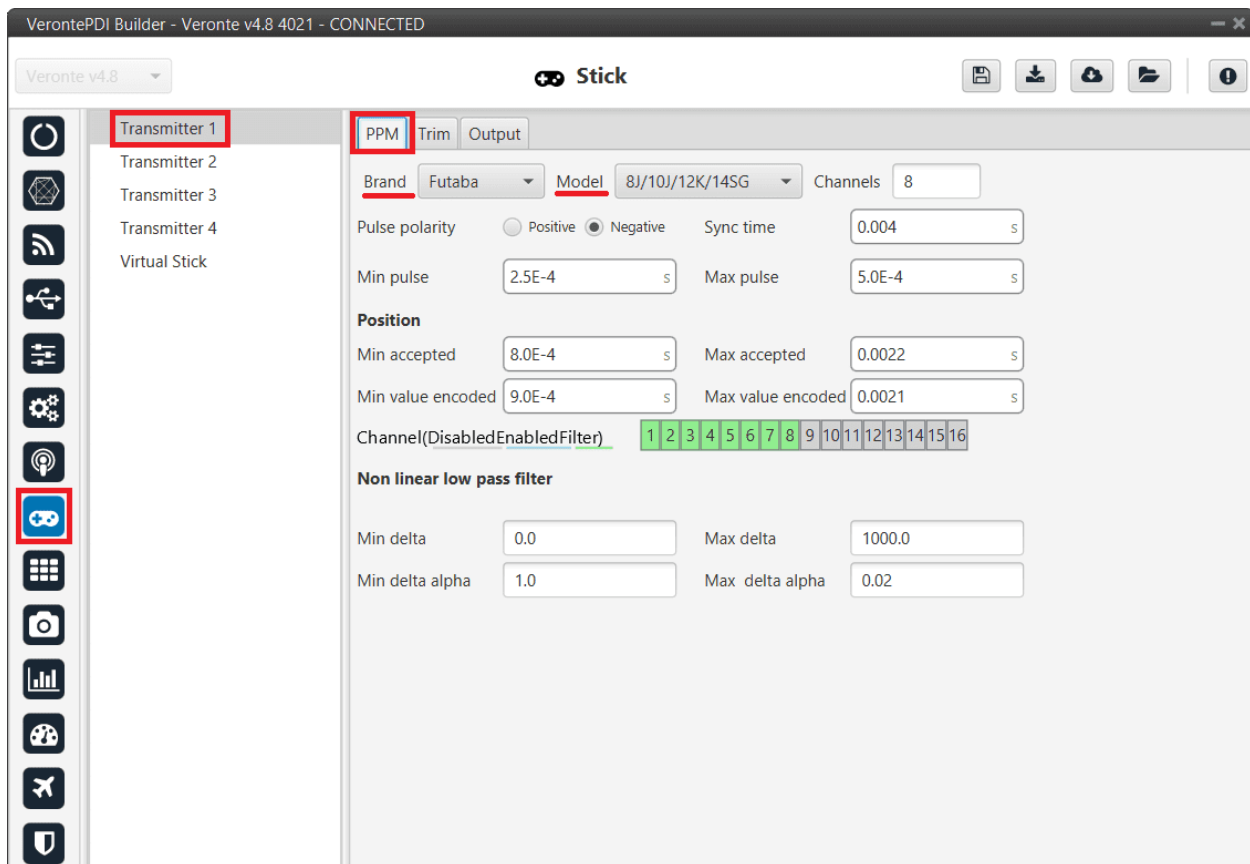 VerontePDI Builder - Veronte v4.8 4021 - CONNECTED
Veronte v4.8
Stick
Transmitter 1
Transmitter 2
Transmitter 3
Transmitter 4
Virtual Stick
PPM Trim Output
Brand Futaba Model 8J/10J/12K/14SG Channels 8
Pulse polarity Positive Negative Sync time 0.004 s
Min pulse 2.5E-4 s Max pulse 5.0E-4 s
Position
Min accepted 8.0E-4 s Max accepted 0.0022 s
Min value encoded 9.0E-4 s Max value encoded 0.0021 s
Channel(DisabledEnabledFilter) 1 2 3 4 5 6 7 8 9 10 11 12 13 14 15 16
Non linear low pass filter
Min delta 0.0 Max delta 1000.0
Min delta alpha 1.0 Max delta alpha 0.02